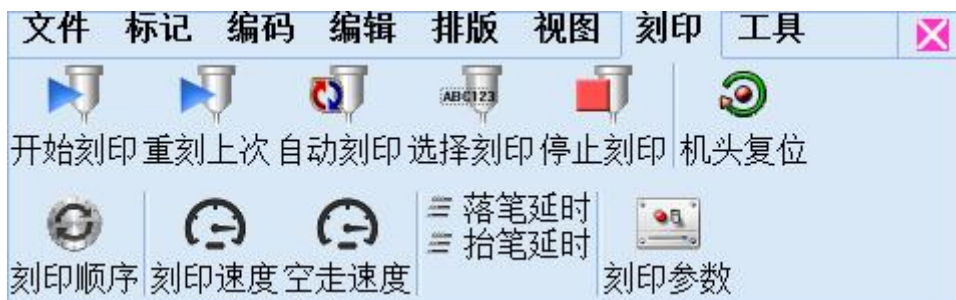 文件 标记 编码 编辑 排版 视图 刻印 工具
ABC123
开始刻印 重刻上次 自动刻印 选择刻印 停止刻印 机头复位
落笔延时
抬笔延时
刻印顺序 刻印速度 空走速度 刻印参数